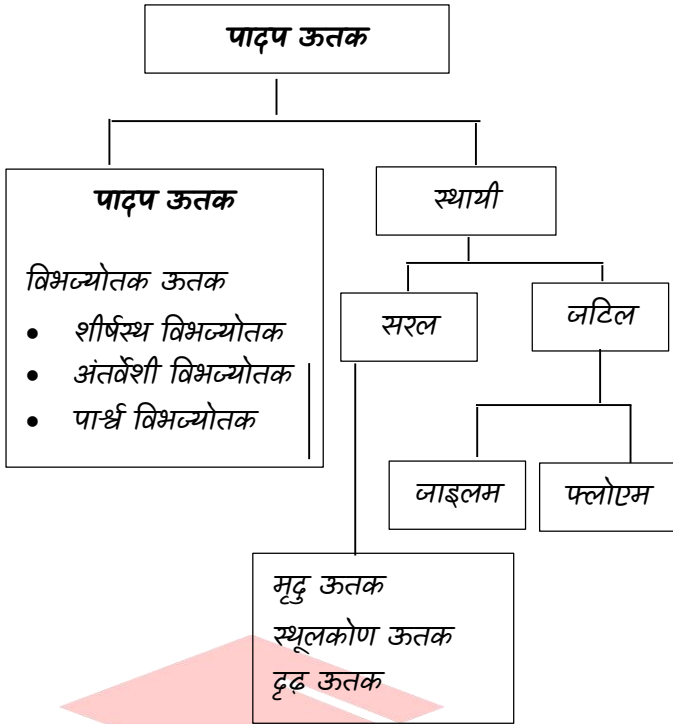 पादप ऊतक
पादप ऊतक
विभज्योतक ऊतक
• शीर्षस्थ विभज्योतक
• अंतर्वेशी विभज्योतक
• पार्श्व विभज्योतक
स्थायी
सरल
जटिल
जाइलम
फ्लोएम
मृदु ऊतक
स्थूलकोण ऊतक
दृढ़ ऊतक